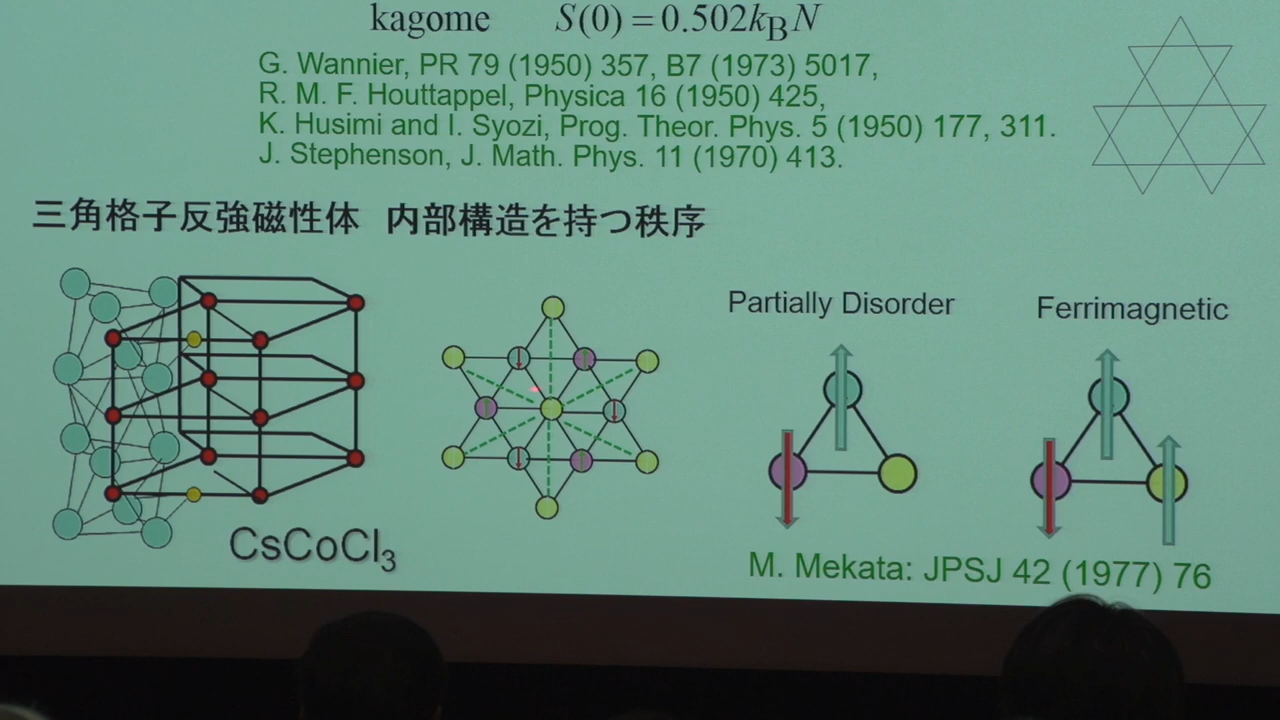 kagome S(0) = 0.502k_BN
G. Wannier, PR 79 (1950) 357, B7 (1973) 5017,
R. M. F. Houttappel, Physica 16 (1950) 425,
K. Husimi and I. Syozi, Prog. Theor. Phys. 5 (1950) 177, 311.
J. Stephenson, J. Math. Phys. 11 (1970) 413.
三角格子反強磁性体 内部構造を持つ秩序
Partially Disorder
Ferrimagnetic
CsCoCl₃
M. Mekata: JPSJ 42 (1977) 76